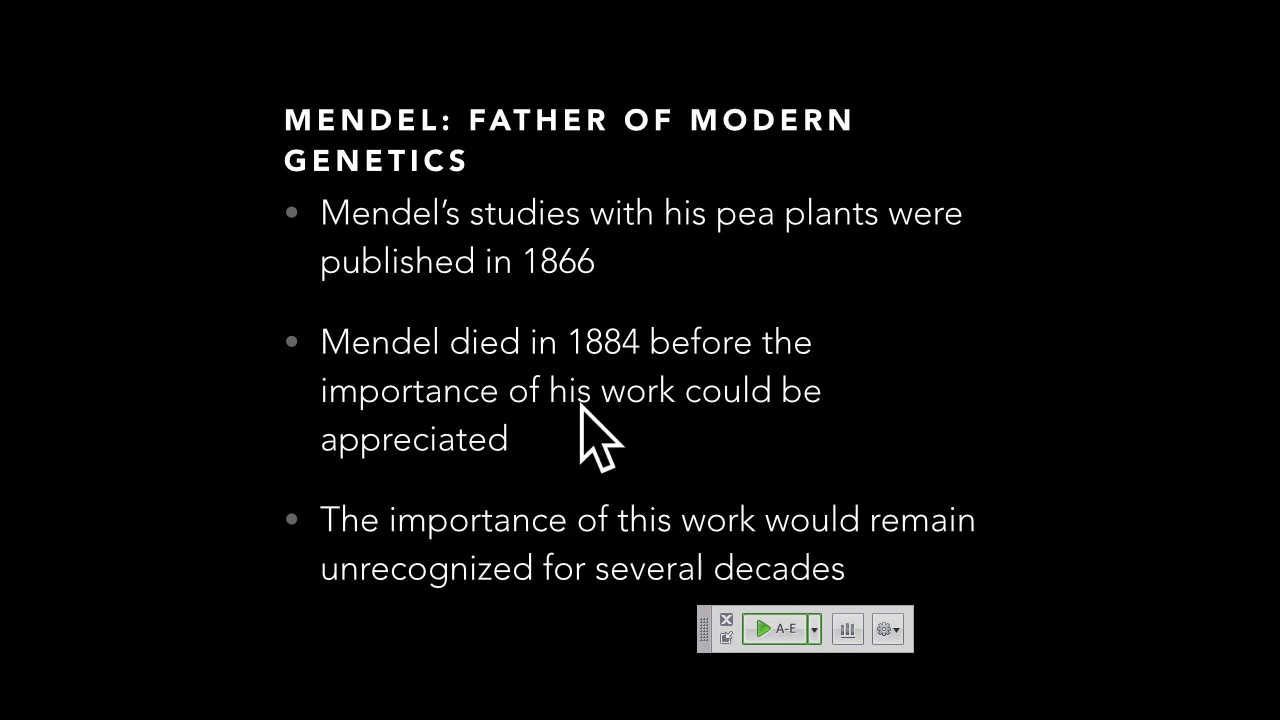 MENDEL: FATHER OF MODERN
GENETICS
• Mendel’s studies with his pea plants were
published in 1866
• Mendel died in 1884 before the
importance of his work could be
appreciated
• The importance of this work would remain
unrecognized for several decades
A-E